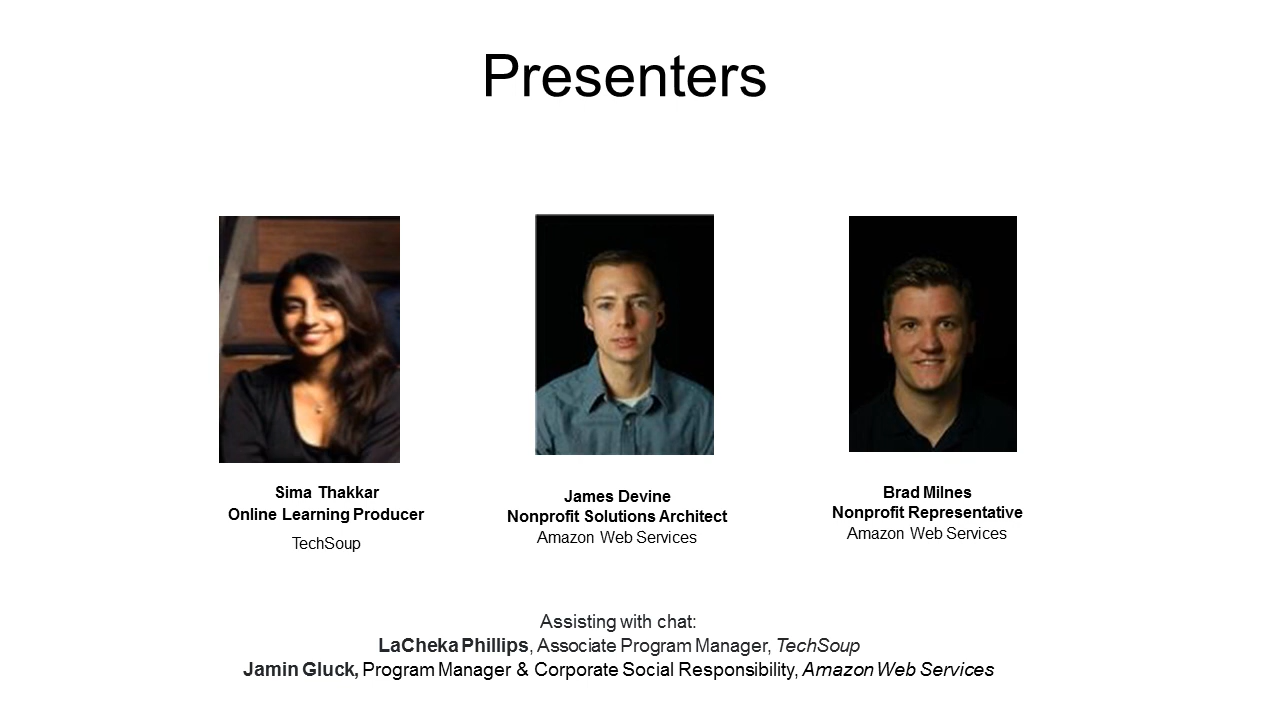 Presenters
Sima Thakkar
Online Learning Producer
TechSoup
James Devine
Nonprofit Solutions Architect
Amazon Web Services
Brad Milnes
Nonprofit Representative
Amazon Web Services
Assisting with chat:
LaCheka Phillips, Associate Program Manager, TechSoup
Jamin Gluck, Program Manager & Corporate Social Responsibility, Amazon Web Services